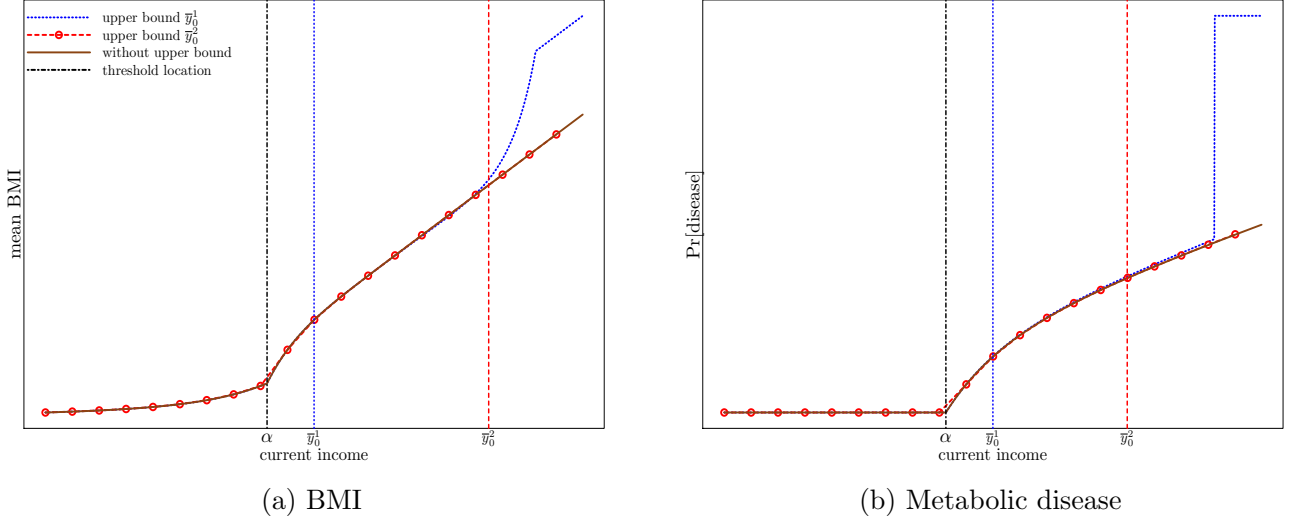 upper bound ȳ₀¹
upper bound ȳ₀²
without upper bound
threshold location
mean BMI
α
ȳ₀¹
ȳ₀²
current income
(a) BMI
Pr[disease]
α
ȳ₀¹
ȳ₀²
current income
(b) Metabolic disease